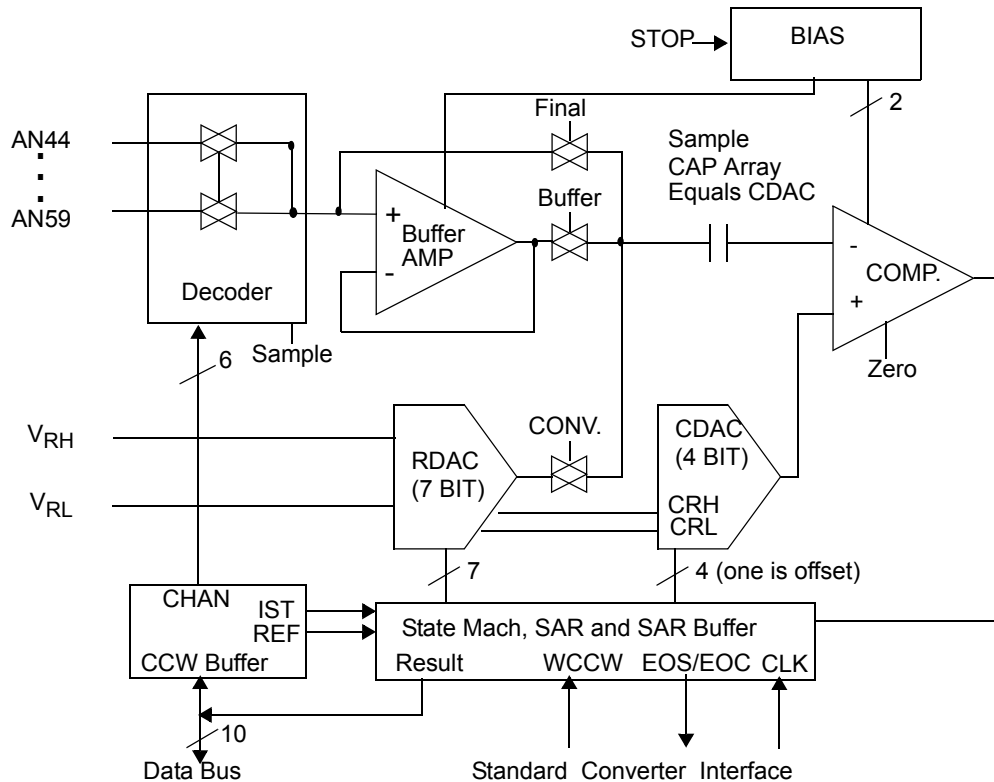 STOP
BIAS
2
AN44
AN59
Decoder
Sample
6
Final
Buffer
+
Buffer
AMP
-
Sample
CAP Array
Equals CDAC
-
COMP.
+
Zero
VRH
VRL
RDAC
(7 BIT)
CONV.
CDAC
(4 BIT)
CRH
CRL
7
4 (one is offset)
CHAN
IST
REF
CCW Buffer
State Mach, SAR and SAR Buffer
Result
WCCW
EOS/EOC
CLK
10
Data Bus
Standard Converter Interface